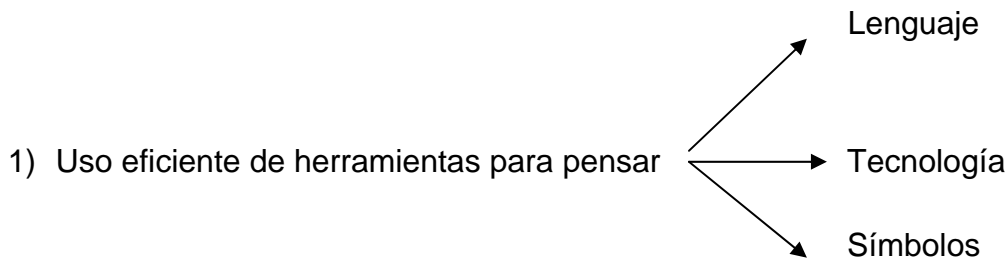 Lenguaje
1) Uso eficiente de herramientas para pensar
Tecnología
Símbolos